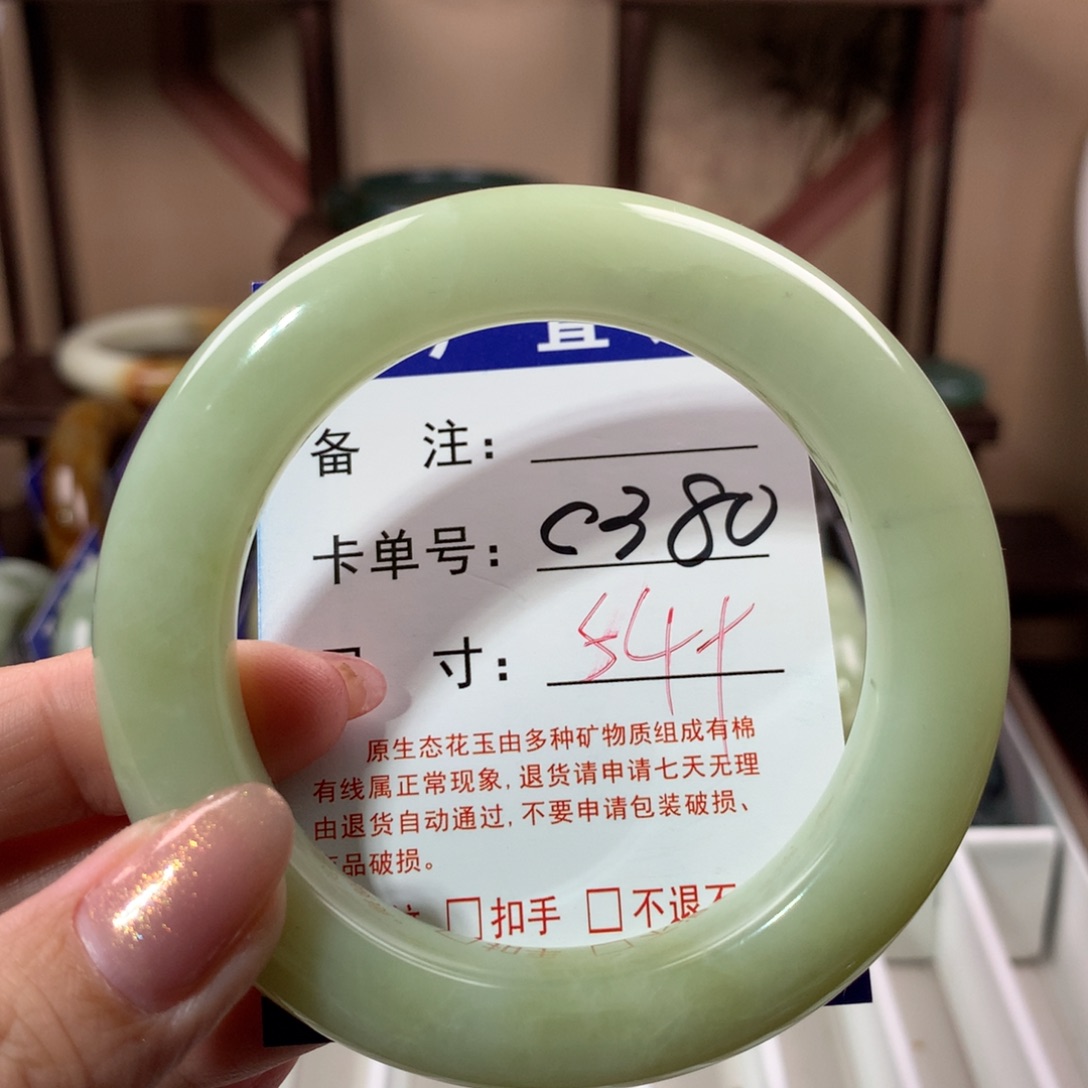 厂直
备 注：
卡单号：C380
寸：54
原生态花玉由多种矿物质组成有棉
有线属正常现象，退货请申请七天无理
由退货自动通过，不要申请包装破损、
品破损。
□扣手 □不退不